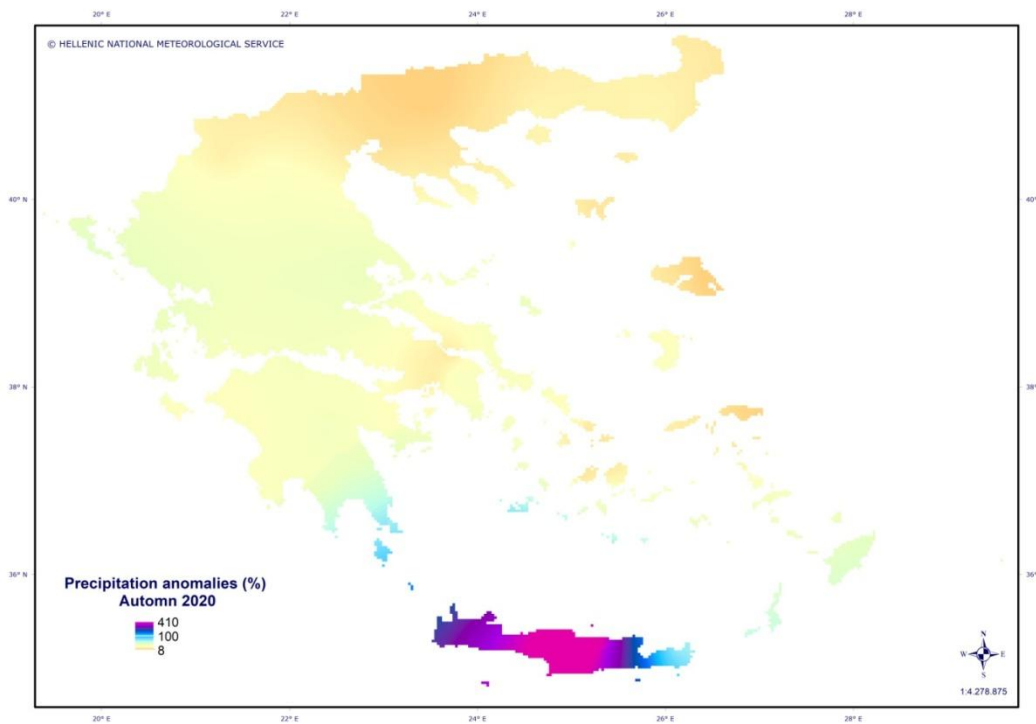 20° E 22° E 24° E 26° E 28° E
© HELLENIC NATIONAL METEOROLOGICAL SERVICE
40° N 40° N
38° N 38° N
36° N 36° N
Precipitation anomalies (%)
Automn 2020
410
100
8
N
W E
S
1:4.278.875
20° E 22° E 24° E 26° E 28° E